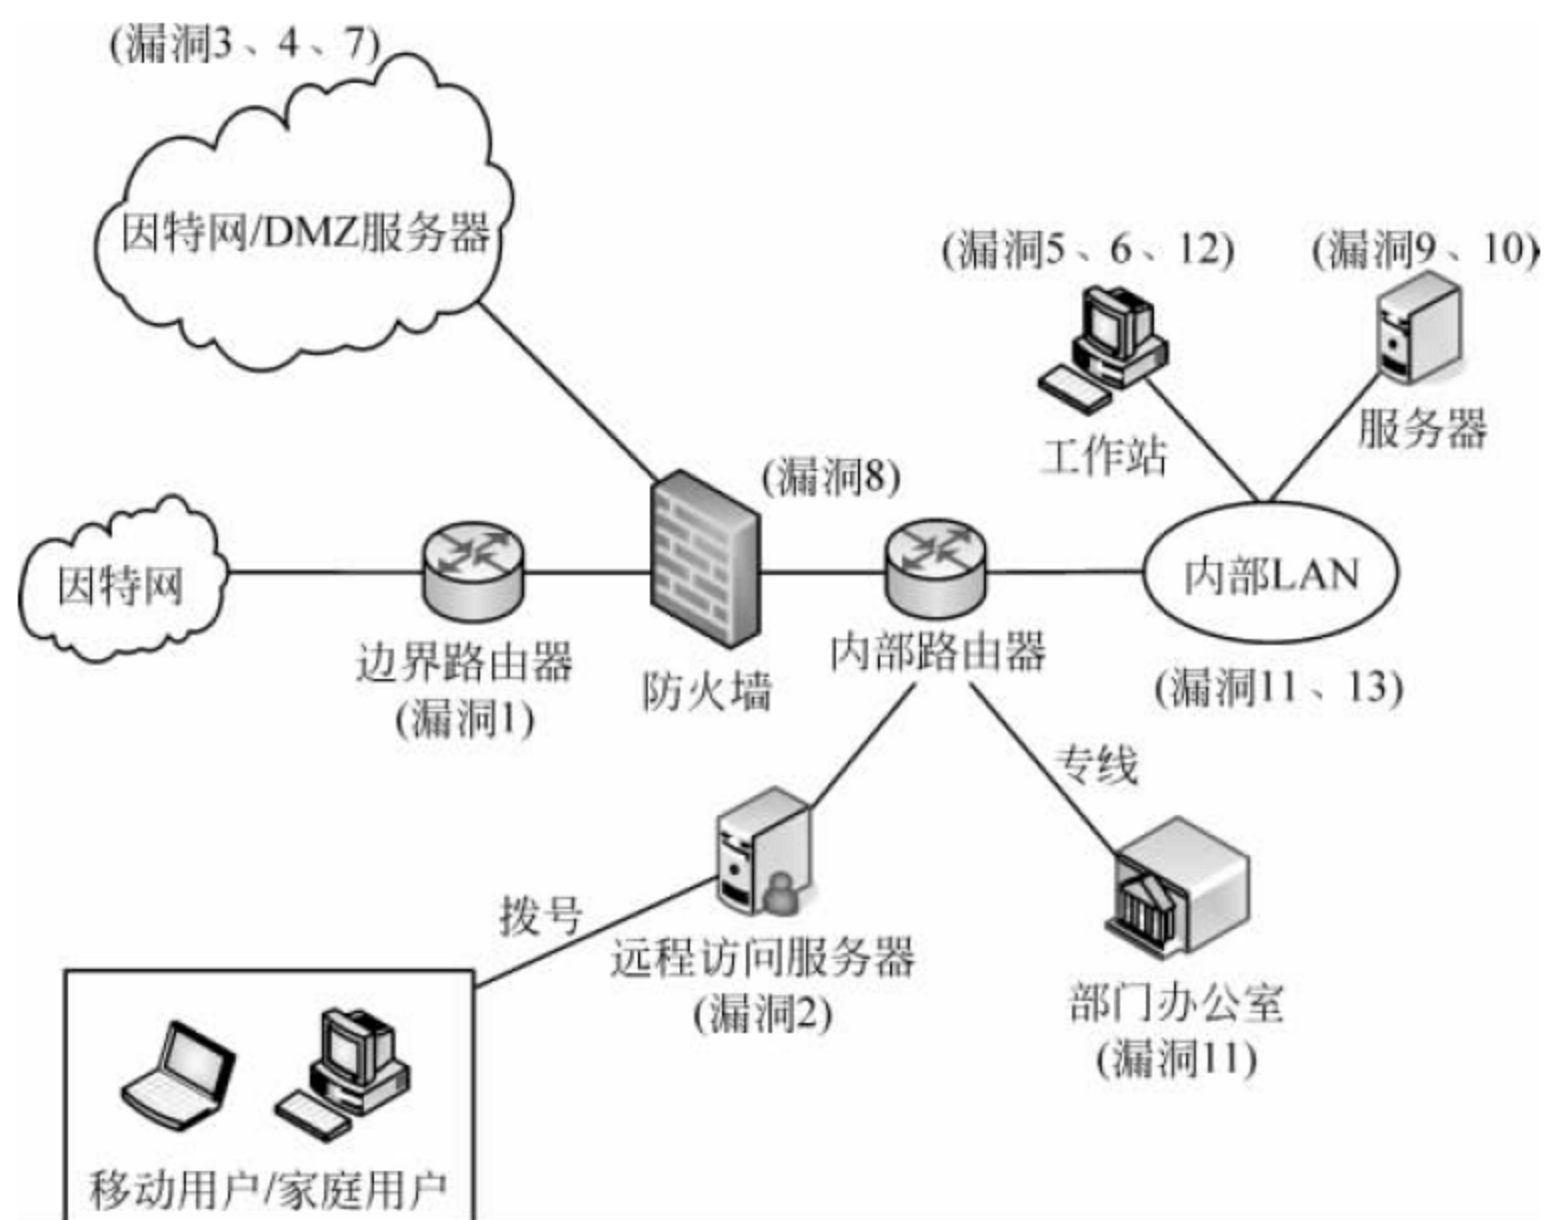 (漏洞3、4、7)
因特网/DMZ服务器
(漏洞5、6、12)
(漏洞9、10)
工作站
服务器
(漏洞8)
因特网
内部LAN
边界路由器
(漏洞1)
防火墙
内部路由器
(漏洞11、13)
专线
拨号
远程访问服务器
(漏洞2)
部门办公室
(漏洞11)
移动用户/家庭用户